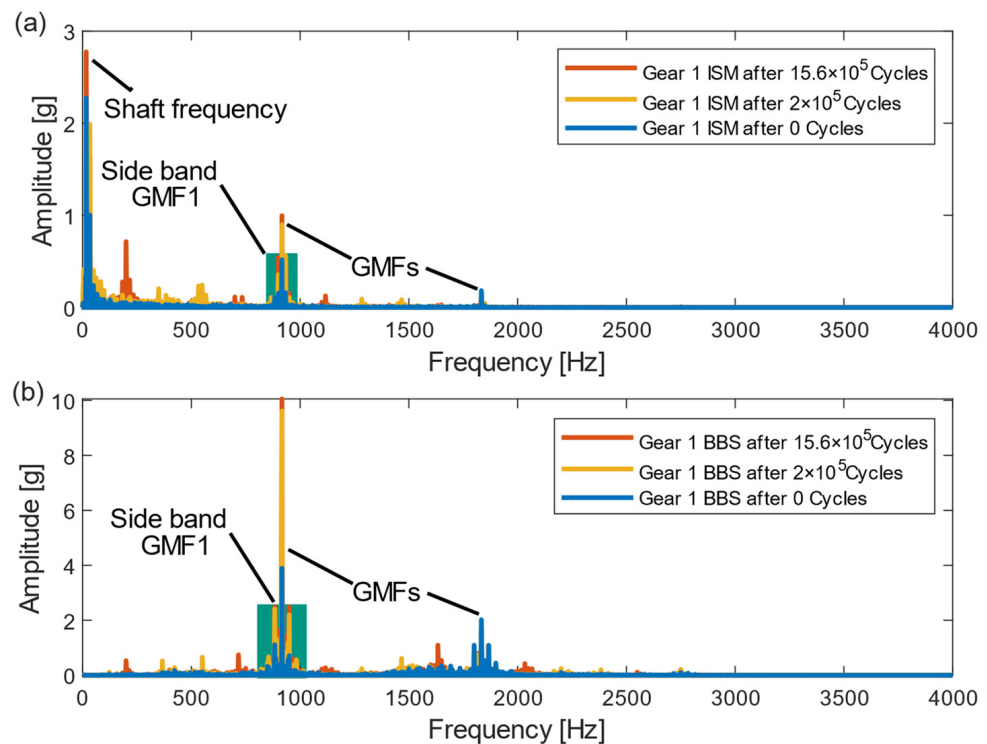 (a)
3
2
1
0
Amplitude [g]
Gear 1 ISM after 15.6×10⁵Cycles
Gear 1 ISM after 2×10⁵Cycles
Gear 1 ISM after 0 Cycles
Shaft frequency
Side band
GMF1
GMFs
0 500 1000 1500 2000 2500 3000 3500 4000
Frequency [Hz]
(b)
10
8
6
4
2
0
Amplitude [g]
Gear 1 BBS after 15.6×10⁵Cycles
Gear 1 BBS after 2×10⁵Cycles
Gear 1 BBS after 0 Cycles
Side band
GMF1
GMFs
0 500 1000 1500 2000 2500 3000 3500 4000
Frequency [Hz]